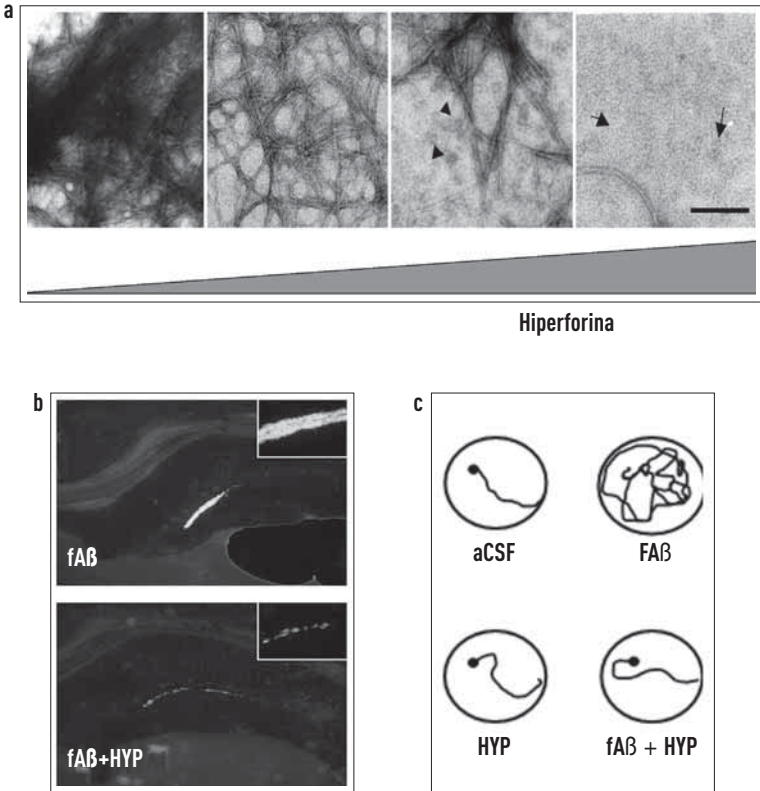 a
Hiperforina
b
fAß
fAß+HYP
c
aCSF
FAß
HYP
fAß + HYP